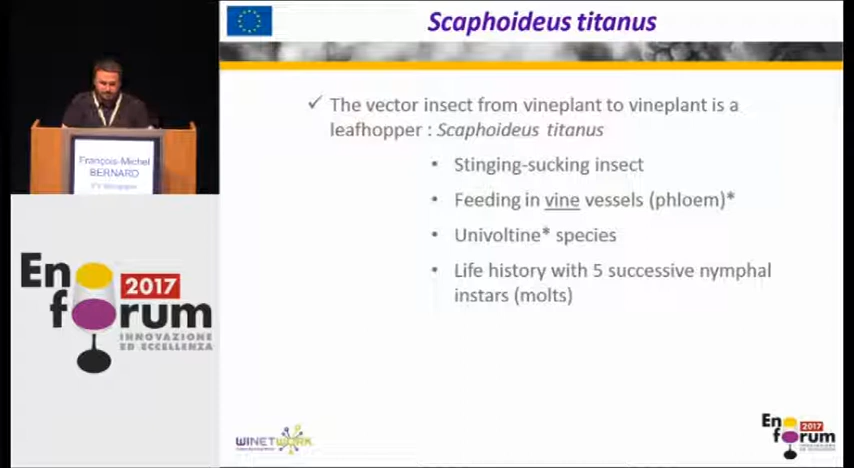 Scaphoideus titanus
✓ The vector insect from vineplant to vineplant is a
leafhopper : Scaphoideus titanus
• Stinging-sucking insect
• Feeding in vine vessels (phloem)*
• Univoltine* species
• Life history with 5 successive nymphal
instars (molts)
François-Michel
BERNARD
En
2017
forum
INNOVAZIONE
ED ECCELLENZA
WINETWORK
En
2017
forum